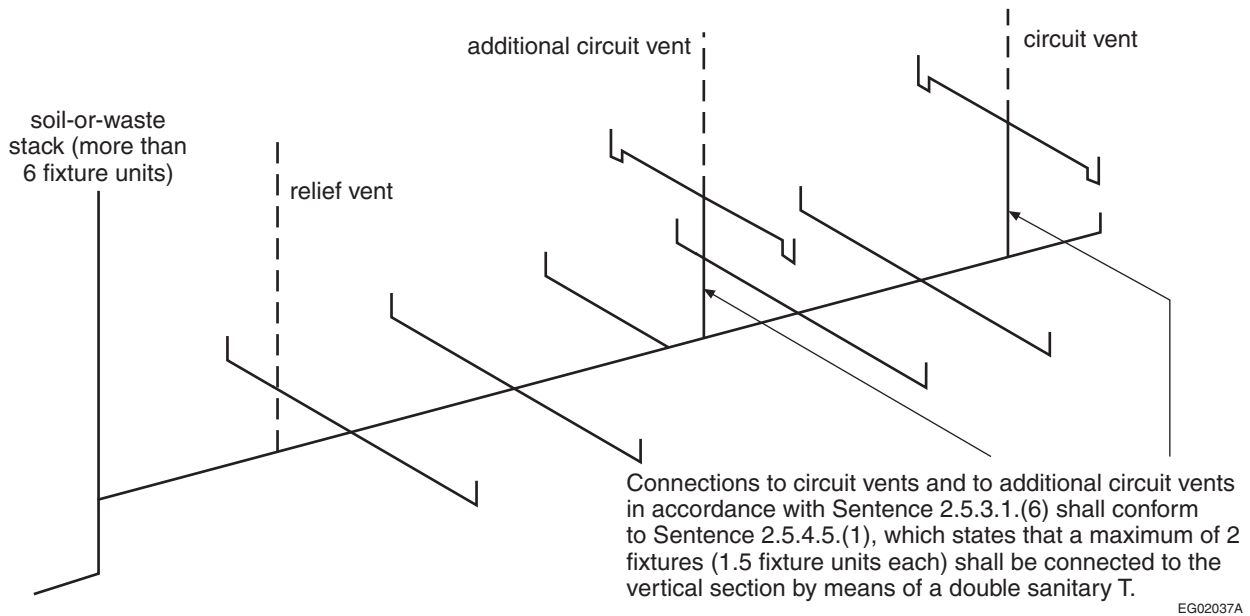 additional circuit vent
circuit vent
soil-or-waste
stack (more than
6 fixture units)
relief vent
Connections to circuit vents and to additional circuit vents
in accordance with Sentence 2.5.3.1.(6) shall conform
to Sentence 2.5.4.5.(1), which states that a maximum of 2
fixtures (1.5 fixture units each) shall be connected to the
vertical section by means of a double sanitary T.
EG02037A